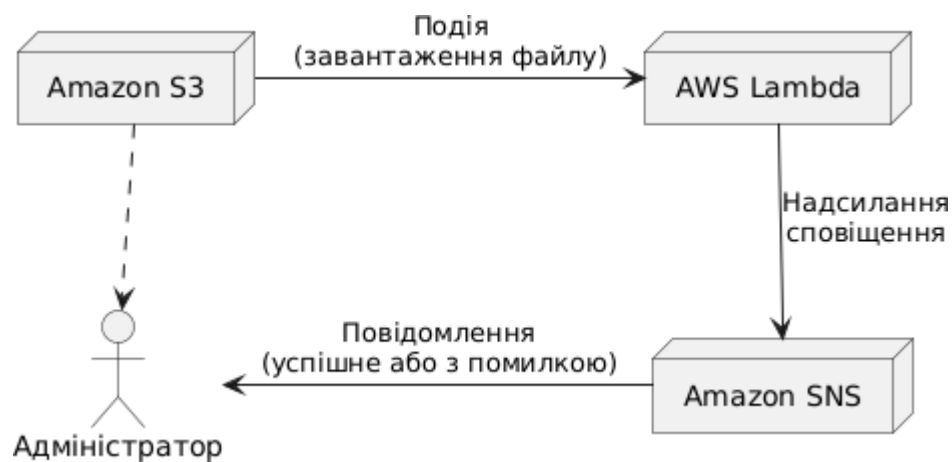 Подія
(завантаження файлу)
Amazon S3
AWS Lambda
Надсилання
сповіщення
Повідомлення
(успішне або з помилкою)
Amazon SNS
Адміністратор